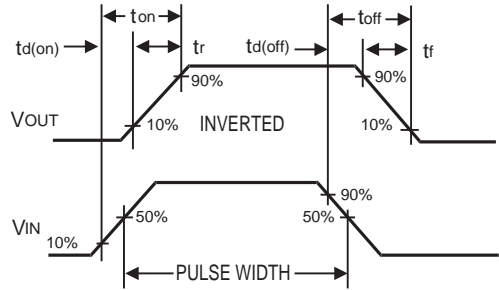 ton
toff
td(on)
tr
td(off)
tf
90%
90%
VOUT
10%
INVERTED
10%
90%
VIN
50%
50%
10%
PULSE WIDTH